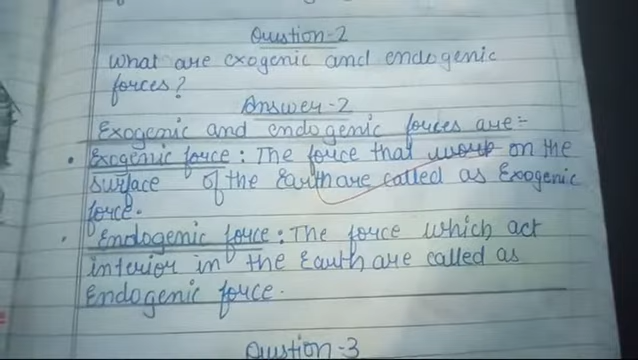 Question-2
What are exogenic and endogenic
forces?
Answer-2
Exogenic and endogenic forces are:-
• Exogenic force: The force that work on the
surface of the Earth are called as Exogenic
force.
• Endogenic force: The force which act
interior in the Earth are called as
Endogenic force.
Question-3